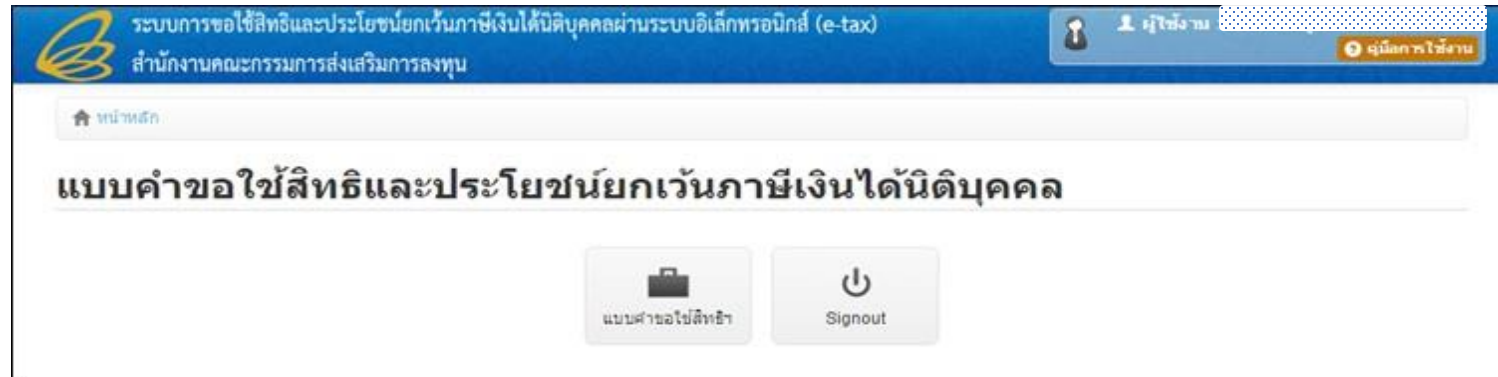 ระบบการขอใช้สิทธิและประโยชน์ยกเว้นภาษีเงินได้นิติบุคคลผ่านระบบอิเล็กทรอนิกส์ (e-tax)
สำนักงานคณะกรรมการส่งเสริมการลงทุน
ผู้ใช้งาน
คู่มือการใช้งาน
หน้าหลัก
แบบคำขอใช้สิทธิและประโยชน์ยกเว้นภาษีเงินได้นิติบุคคล
แบบคำขอใช้สิทธิฯ
Signout